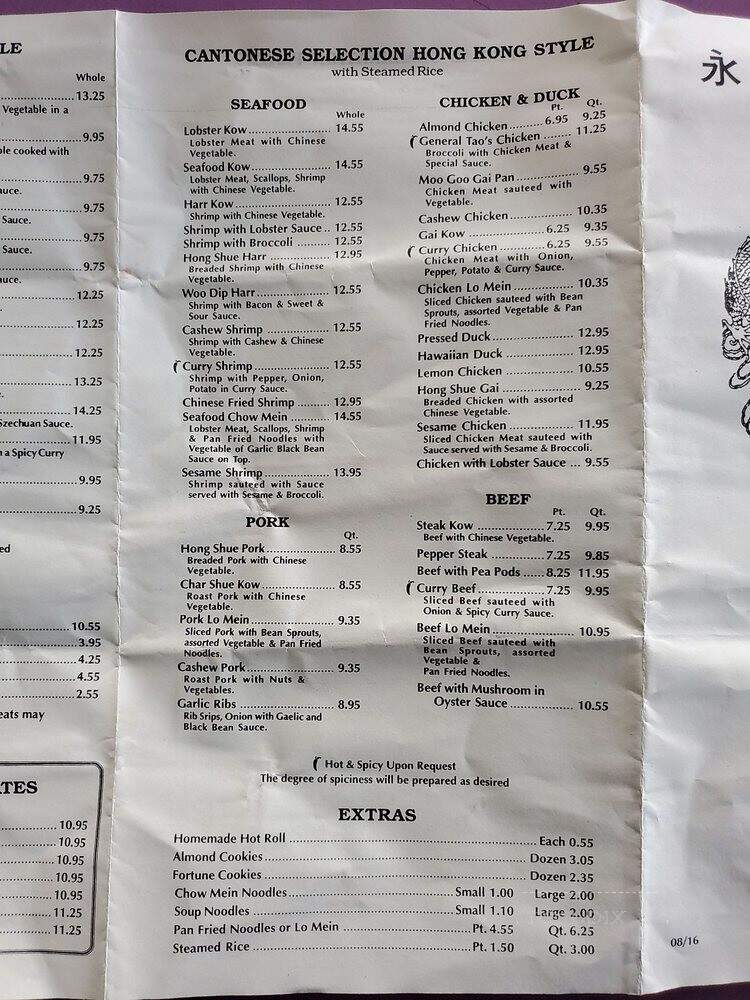 LE
Whole
13.25
Vegetable in a
9.95
ble cooked with
9.75
auce.
9.75
Sauce.
9.75
Sauce.
9.75
auce.
12.25
12.25
12.25
13.25
14.25
Szechuan Sauce.
11.95
n a Spicy Curry
9.95
9.25
ed
10.55
3.95
4.25
4.55
2.55
eats may
TES
10.95
10.95
10.95
10.95
10.95
11.25
11.25
CANTONESE SELECTION HONG KONG STYLE
with Steamed Rice
SEAFOOD
Whole
Lobster Kow 14.55
Lobster Meat with Chinese
Vegetable.
Seafood Kow 14.55
Lobster Meat, Scallops, Shrimp
with Chinese Vegetable.
Harr Kow 12.55
Shrimp with Chinese Vegetable.
Shrimp with Lobster Sauce .. 12.55
Shrimp with Broccoli 12.55
Hong Shue Harr 12.95
Breaded Shrimp with Chinese
Vegetable.
Woo Dip Harr 12.55
Shrimp with Bacon & Sweet &
Sour Sauce.
Cashew Shrimp 12.55
Shrimp with Cashew & Chinese
Vegetable.
Curry Shrimp 12.55
Shrimp with Pepper, Onion,
Potato in Curry Sauce.
Chinese Fried Shrimp 12.95
Seafood Chow Mein 14.55
Lobster Meat, Scallops, Shrimp
& Pan Fried Noodles with
Vegetable of Garlic Black Bean
Sauce on Top.
Sesame Shrimp 13.95
Shrimp sauteed with Sauce
served with Sesame & Broccoli.
PORK
Qt.
Hong Shue Pork 8.55
Breaded Pork with Chinese
Vegetable.
Char Shue Kow 8.55
Roast Pork with Chinese
Vegetable.
Pork Lo Mein 9.35
Sliced Pork with Bean Sprouts,
assorted Vegetable & Pan Fried
Noodles.
Cashew Pork 9.35
Roast Pork with Nuts &
Vegetables.
Garlic Ribs 8.95
Rib Srips, Onion with Gaelic and
Black Bean Sauce.
CHICKEN & DUCK
Pt. Qt.
Almond Chicken 6.95 9.25
General Tao's Chicken 11.25
Broccoli with Chicken Meat &
Special Sauce.
Moo Goo Gai Pan 9.55
Chicken Meat sauteed with
Vegetable.
Cashew Chicken 10.35
Gai Kow 6.25 9.35
Curry Chicken 6.25 9.55
Chicken Meat with Onion,
Pepper, Potato & Curry Sauce.
Chicken Lo Mein 10.35
Sliced Chicken sauteed with Bean
Sprouts, assorted Vegetable & Pan
Fried Noodles.
Pressed Duck 12.95
Hawaiian Duck 12.95
Lemon Chicken 10.55
Hong Shue Gai 9.25
Breaded Chicken with assorted
Chinese Vegetable.
Sesame Chicken 11.95
Sliced Chicken Meat sauteed with
Sauce served with Sesame & Broccoli.
Chicken with Lobster Sauce ... 9.55
BEEF
Pt. Qt.
Steak Kow 7.25 9.95
Beef with Chinese Vegetable.
Pepper Steak 7.25 9.85
Beef with Pea Pods 8.25 11.95
Curry Beef 7.25 9.95
Sliced Beef sauteed with
Onion & Spicy Curry Sauce.
Beef Lo Mein 10.95
Sliced Beef sauteed with
Bean Sprouts, assorted
Vegetable &
Pan Fried Noodles.
Beef with Mushroom in
Oyster Sauce 10.55
Hot & Spicy Upon Request
The degree of spiciness will be prepared as desired
EXTRAS
Homemade Hot Roll Each 0.55
Almond Cookies Dozen 3.05
Fortune Cookies Dozen 2.35
Chow Mein Noodles Small 1.00 Large 2.00
Soup Noodles Small 1.10 Large 2.00
Pan Fried Noodles or Lo Mein Pt. 4.55 Qt. 6.25
Steamed Rice Pt. 1.50 Qt. 3.00
永
08/16